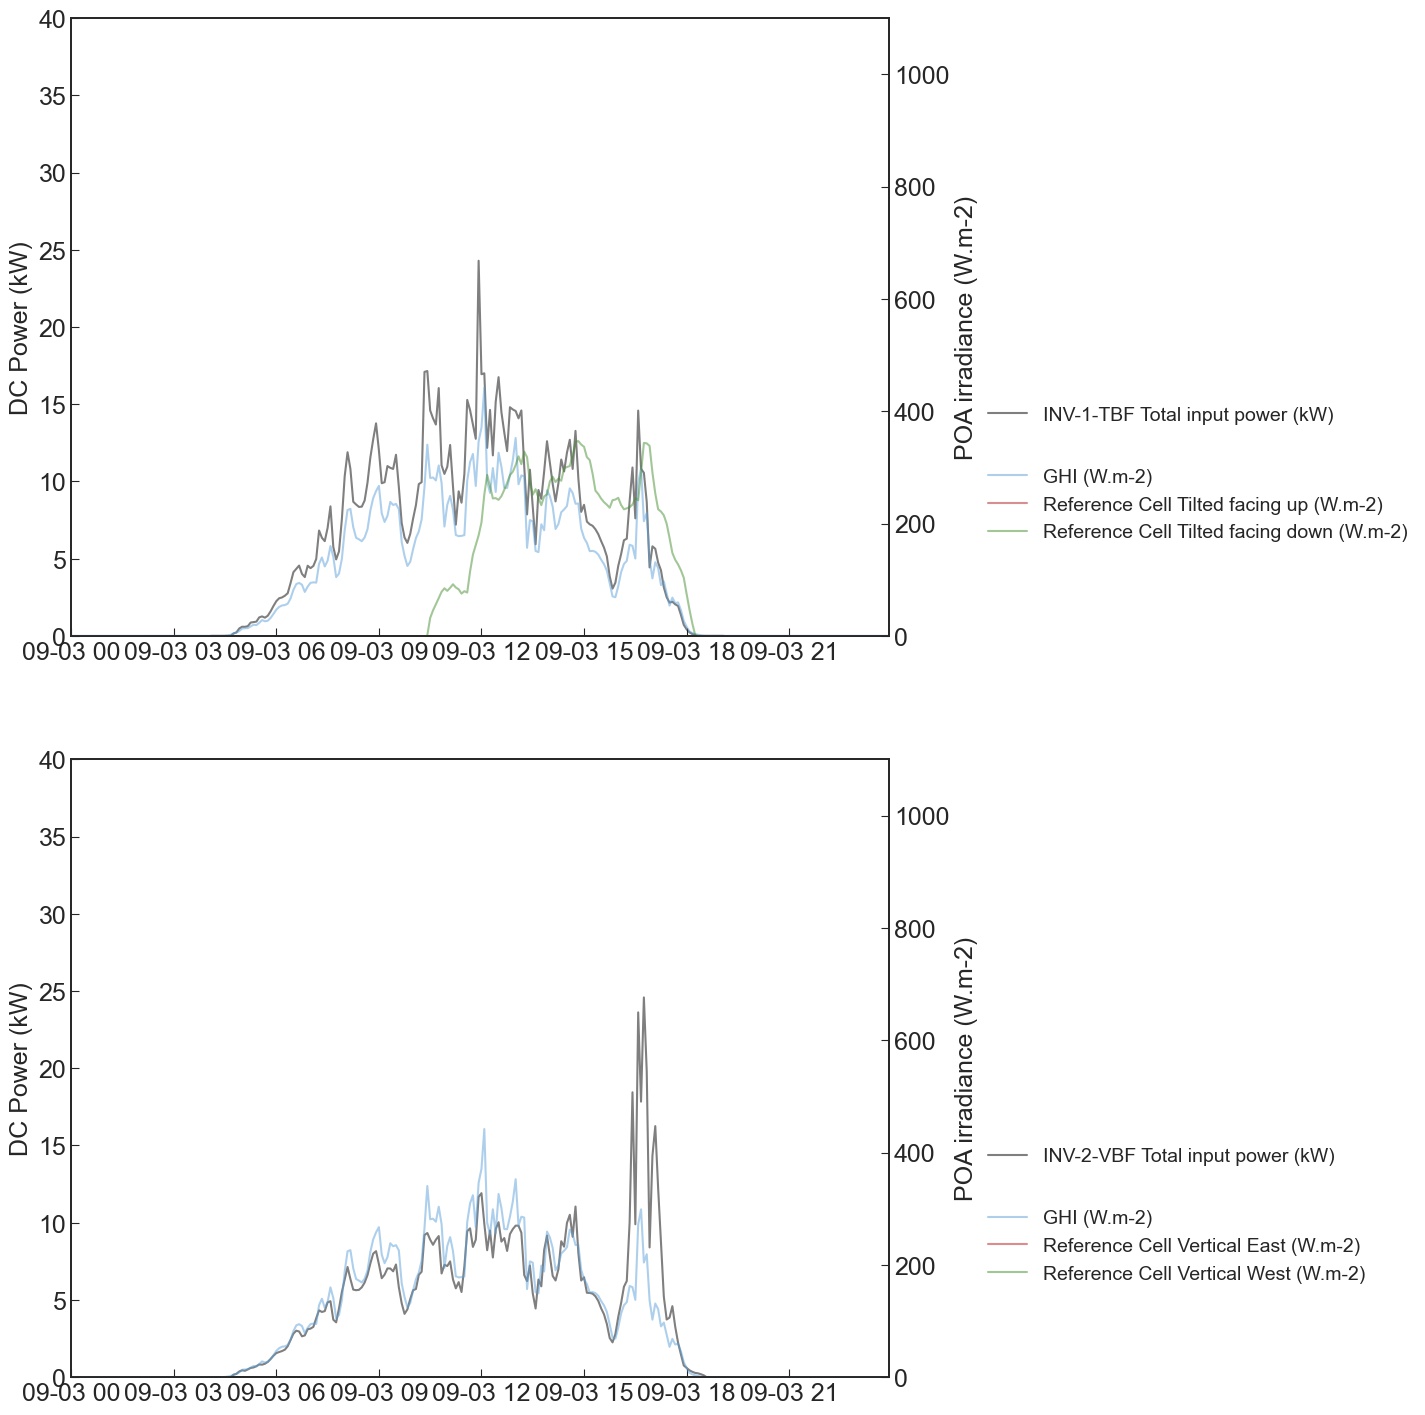 40
35
30
25
20
15
10
5
0
DC Power (kW)
1000
800
600
400
200
0
POA irradiance (W.m-2)
09-03 00 09-03 03 09-03 06 09-03 09 09-03 12 09-03 15 09-03 18 09-03 21
INV-1-TBF Total input power (kW)
GHI (W.m-2)
Reference Cell Tilted facing up (W.m-2)
Reference Cell Tilted facing down (W.m-2)
40
35
30
25
20
15
10
5
0
DC Power (kW)
1000
800
600
400
200
0
POA irradiance (W.m-2)
09-03 00 09-03 03 09-03 06 09-03 09 09-03 12 09-03 15 09-03 18 09-03 21
INV-2-VBF Total input power (kW)
GHI (W.m-2)
Reference Cell Vertical East (W.m-2)
Reference Cell Vertical West (W.m-2)